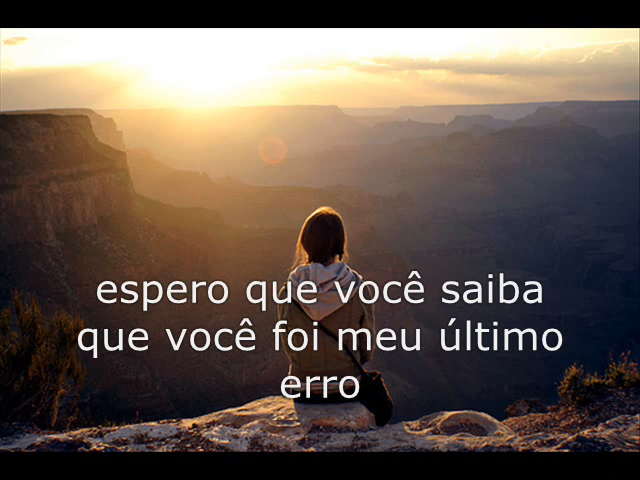 espero que você saiba
que você foi meu último
erro